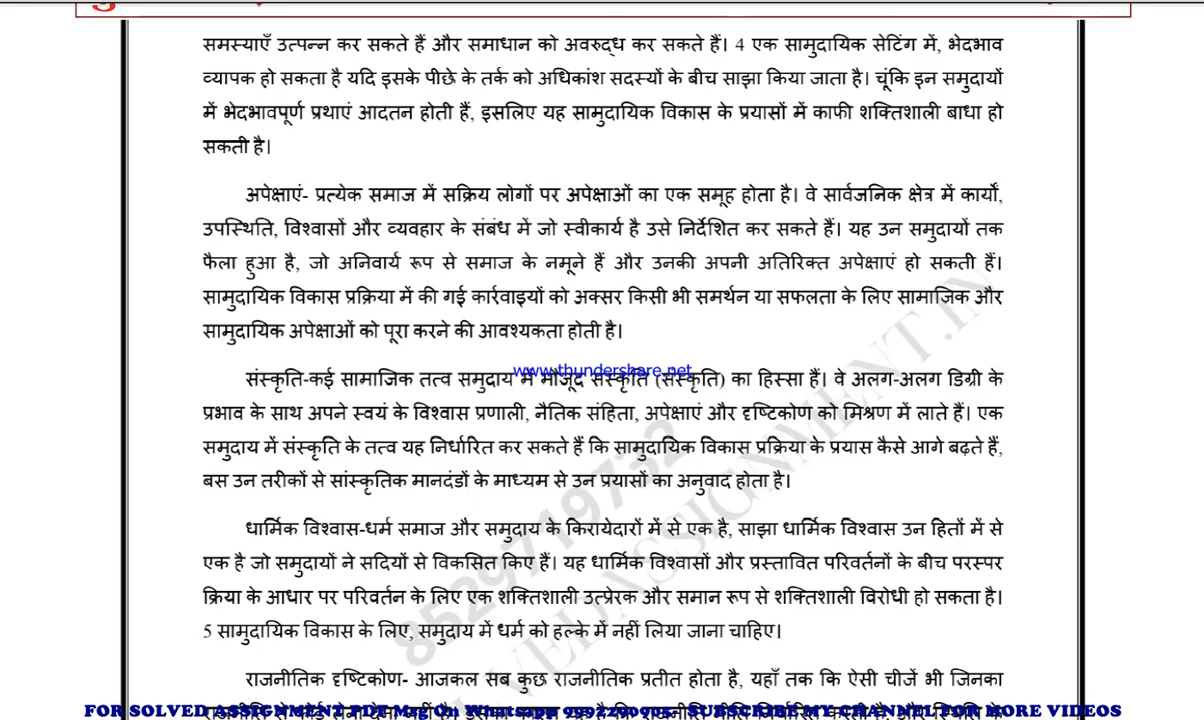 समस्याएँ उत्पन्न कर सकते हैं और समाधान को अवरुद्ध कर सकते हैं। 4 एक सामुदायिक सेटिंग में, भेदभाव
व्यापक हो सकता है यदि इसके पीछे के तर्क को अधिकांश सदस्यों के बीच साझा किया जाता है। चूंकि इन समुदायों
में भेदभावपूर्ण प्रथाएं आदतन होती हैं, इसलिए यह सामुदायिक विकास के प्रयासों में काफी शक्तिशाली बाधा हो
सकती है।
अपेक्षाएं- प्रत्येक समाज में सक्रिय लोगों पर अपेक्षाओं का एक समूह होता है। वे सार्वजनिक क्षेत्र में कार्यों,
उपस्थिति, विश्वासों और व्यवहार के संबंध में जो स्वीकार्य है उसे निर्देशित कर सकते हैं। यह उन समुदायों तक
फैला हुआ है, जो अनिवार्य रूप से समाज के नमूने हैं और उनकी अपनी अतिरिक्त अपेक्षाएं हो सकती हैं।
सामुदायिक विकास प्रक्रिया में की गई कार्रवाइयों को अक्सर किसी भी समर्थन या सफलता के लिए सामाजिक और
सामुदायिक अपेक्षाओं को पूरा करने की आवश्यकता होती है।
www.thundershare.net
संस्कृति-कई सामाजिक तत्व समुदाय में मौजूद संस्कृति (संस्कृति) का हिस्सा हैं। वे अलग-अलग डिग्री के
प्रभाव के साथ अपने स्वयं के विश्वास प्रणाली, नैतिक संहिता, अपेक्षाएं और दृष्टिकोण को मिश्रण में लाते हैं। एक
समुदाय में संस्कृति के तत्व यह निर्धारित कर सकते हैं कि सामुदायिक विकास प्रक्रिया के प्रयास कैसे आगे बढ़ते हैं,
बस उन तरीकों से सांस्कृतिक मानदंडों के माध्यम से उन प्रयासों का अनुवाद होता है।
धार्मिक विश्वास-धर्म समाज और समुदाय के किरायेदारों में से एक है, साझा धार्मिक विश्वास उन हितों में से
एक है जो समुदायों ने सदियों से विकसित किए हैं। यह धार्मिक विश्वासों और प्रस्तावित परिवर्तनों के बीच परस्पर
क्रिया के आधार पर परिवर्तन के लिए एक शक्तिशाली उत्प्रेरक और समान रूप से शक्तिशाली विरोधी हो सकता है।
5 सामुदायिक विकास के लिए, समुदाय में धर्म को हल्के में नहीं लिया जाना चाहिए।
राजनीतिक दृष्टिकोण- आजकल सब कुछ राजनीतिक प्रतीत होता है, यहाँ तक कि ऐसी चीजें भी जिनका
8529719732
VEDNSSIGNMENT.IN
FOR SOLVED ASSIGNMENT PDF Msg On Whatsapp 9992290905. SUBSCRIBE MY CHANNEL FOR MORE VIDEOS